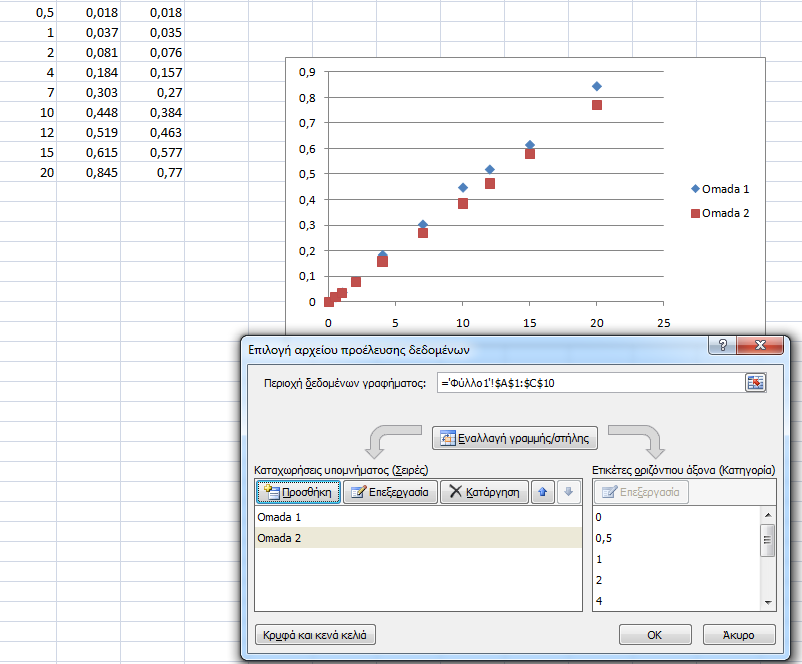 0,5 0,018 0,018
1 0,037 0,035
2 0,081 0,076
4 0,184 0,157
7 0,303 0,27
10 0,448 0,384
12 0,519 0,463
15 0,615 0,577
20 0,845 0,77
0,9
0,8
0,7
0,6
0,5
0,4
0,3
0,2
0,1
0
0 5 10 15 20 25
Omada 1
Omada 2
Επιλογή αρχείου προέλευσης δεδομένων
Περιοχή δεδομένων γραφήματος: ='Φύλλο1'!$A$1:$C$10
Εναλλαγή γραμμής/στήλης
Καταχωρήσεις υπομνήματος (Σειρές)
Προσθήκη Επεξεργασία Κατάργηση
Omada 1
Omada 2
Ετικέτες οριζόντιου άξονα (Κατηγορία)
Επεξεργασία
0
0,5
1
2
4
Κρυφά και κενά κελιά OK Άκυρο